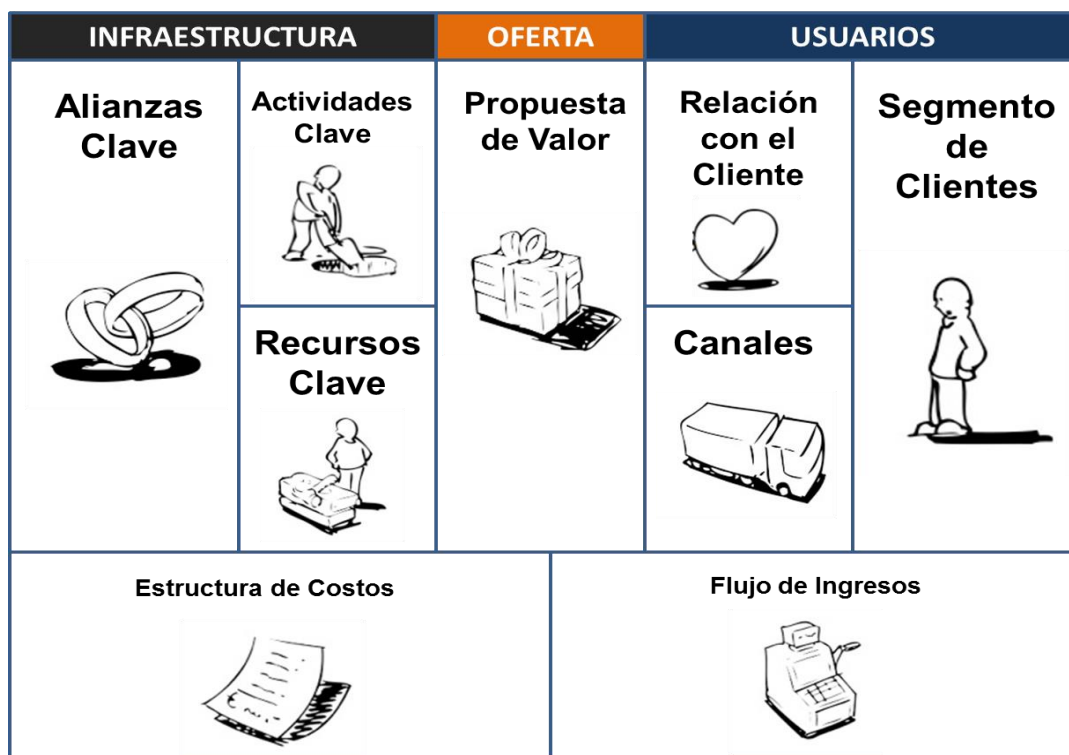 INFRAESTRUCTURA
OFERTA
USUARIOS
Alianzas
Clave
Actividades
Clave
Recursos
Clave
Propuesta
de Valor
Relación
con el
Cliente
Canales
Segmento
de
Clientes
Estructura de Costos
Flujo de Ingresos